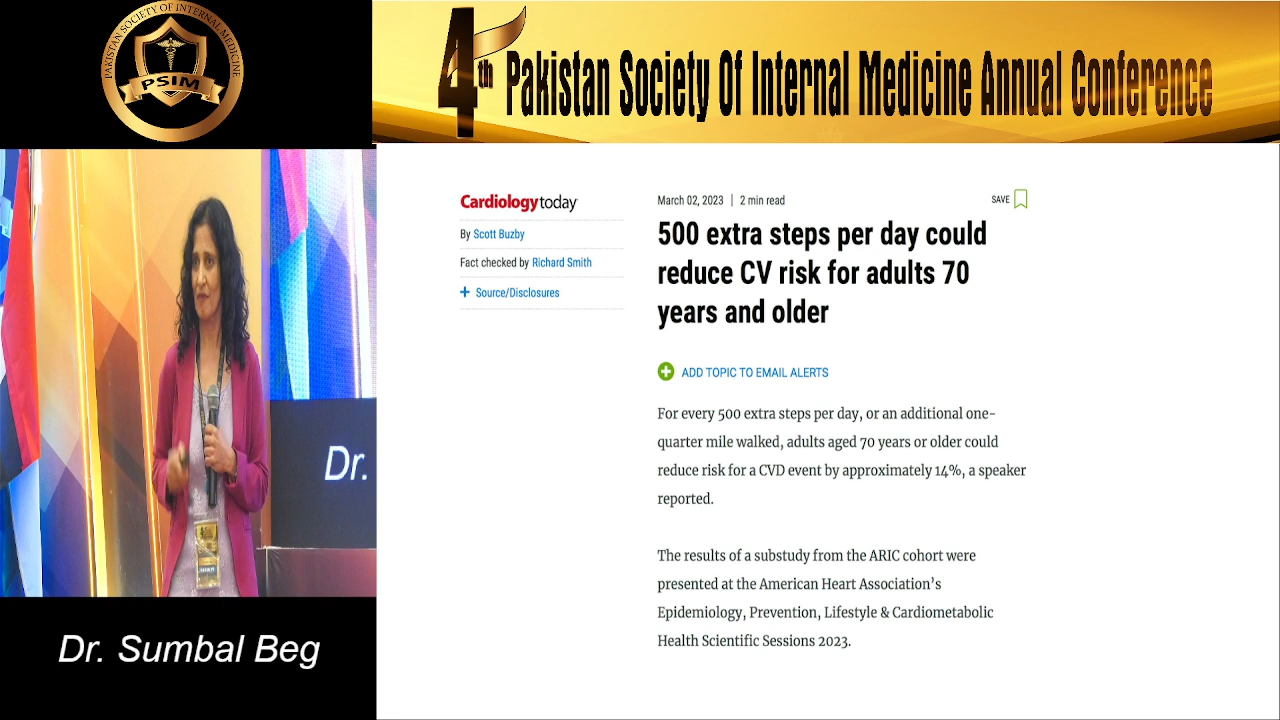 PAKISTAN SOCIETY OF INTERNAL MEDICINE
PSIM
4th Pakistan Society Of Internal Medicine Annual Conference
Cardiology today
By Scott Buzby
Fact checked by Richard Smith
+ Source/Disclosures
March 02, 2023 | 2 min read
SAVE
500 extra steps per day could
reduce CV risk for adults 70
years and older
ADD TOPIC TO EMAIL ALERTS
For every 500 extra steps per day, or an additional one-
quarter mile walked, adults aged 70 years or older could
reduce risk for a CVD event by approximately 14%, a speaker
reported.
The results of a substudy from the ARIC cohort were
presented at the American Heart Association's
Epidemiology, Prevention, Lifestyle & Cardiometabolic
Health Scientific Sessions 2023.
Dr.
Dr. Sumbal Beg